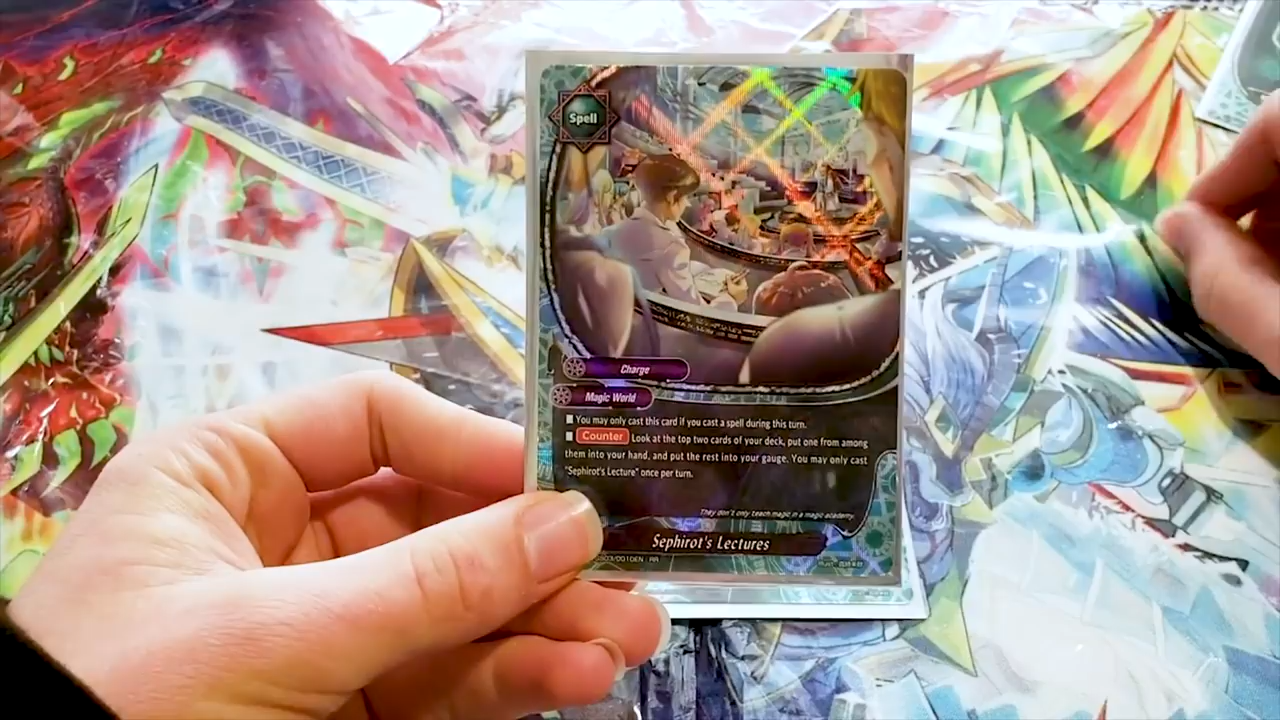 Spell
Charge
Magic World
■ You may only cast this card if you cast a spell during this turn.
■ Counter Look at the top two cards of your deck, put one from among
them into your hand, and put the rest into your gauge. You may only cast
"Sephirot's Lecture" once per turn.
They don't only teach magic in a magic academy.
Sephirot's Lectures
/0010EN RR